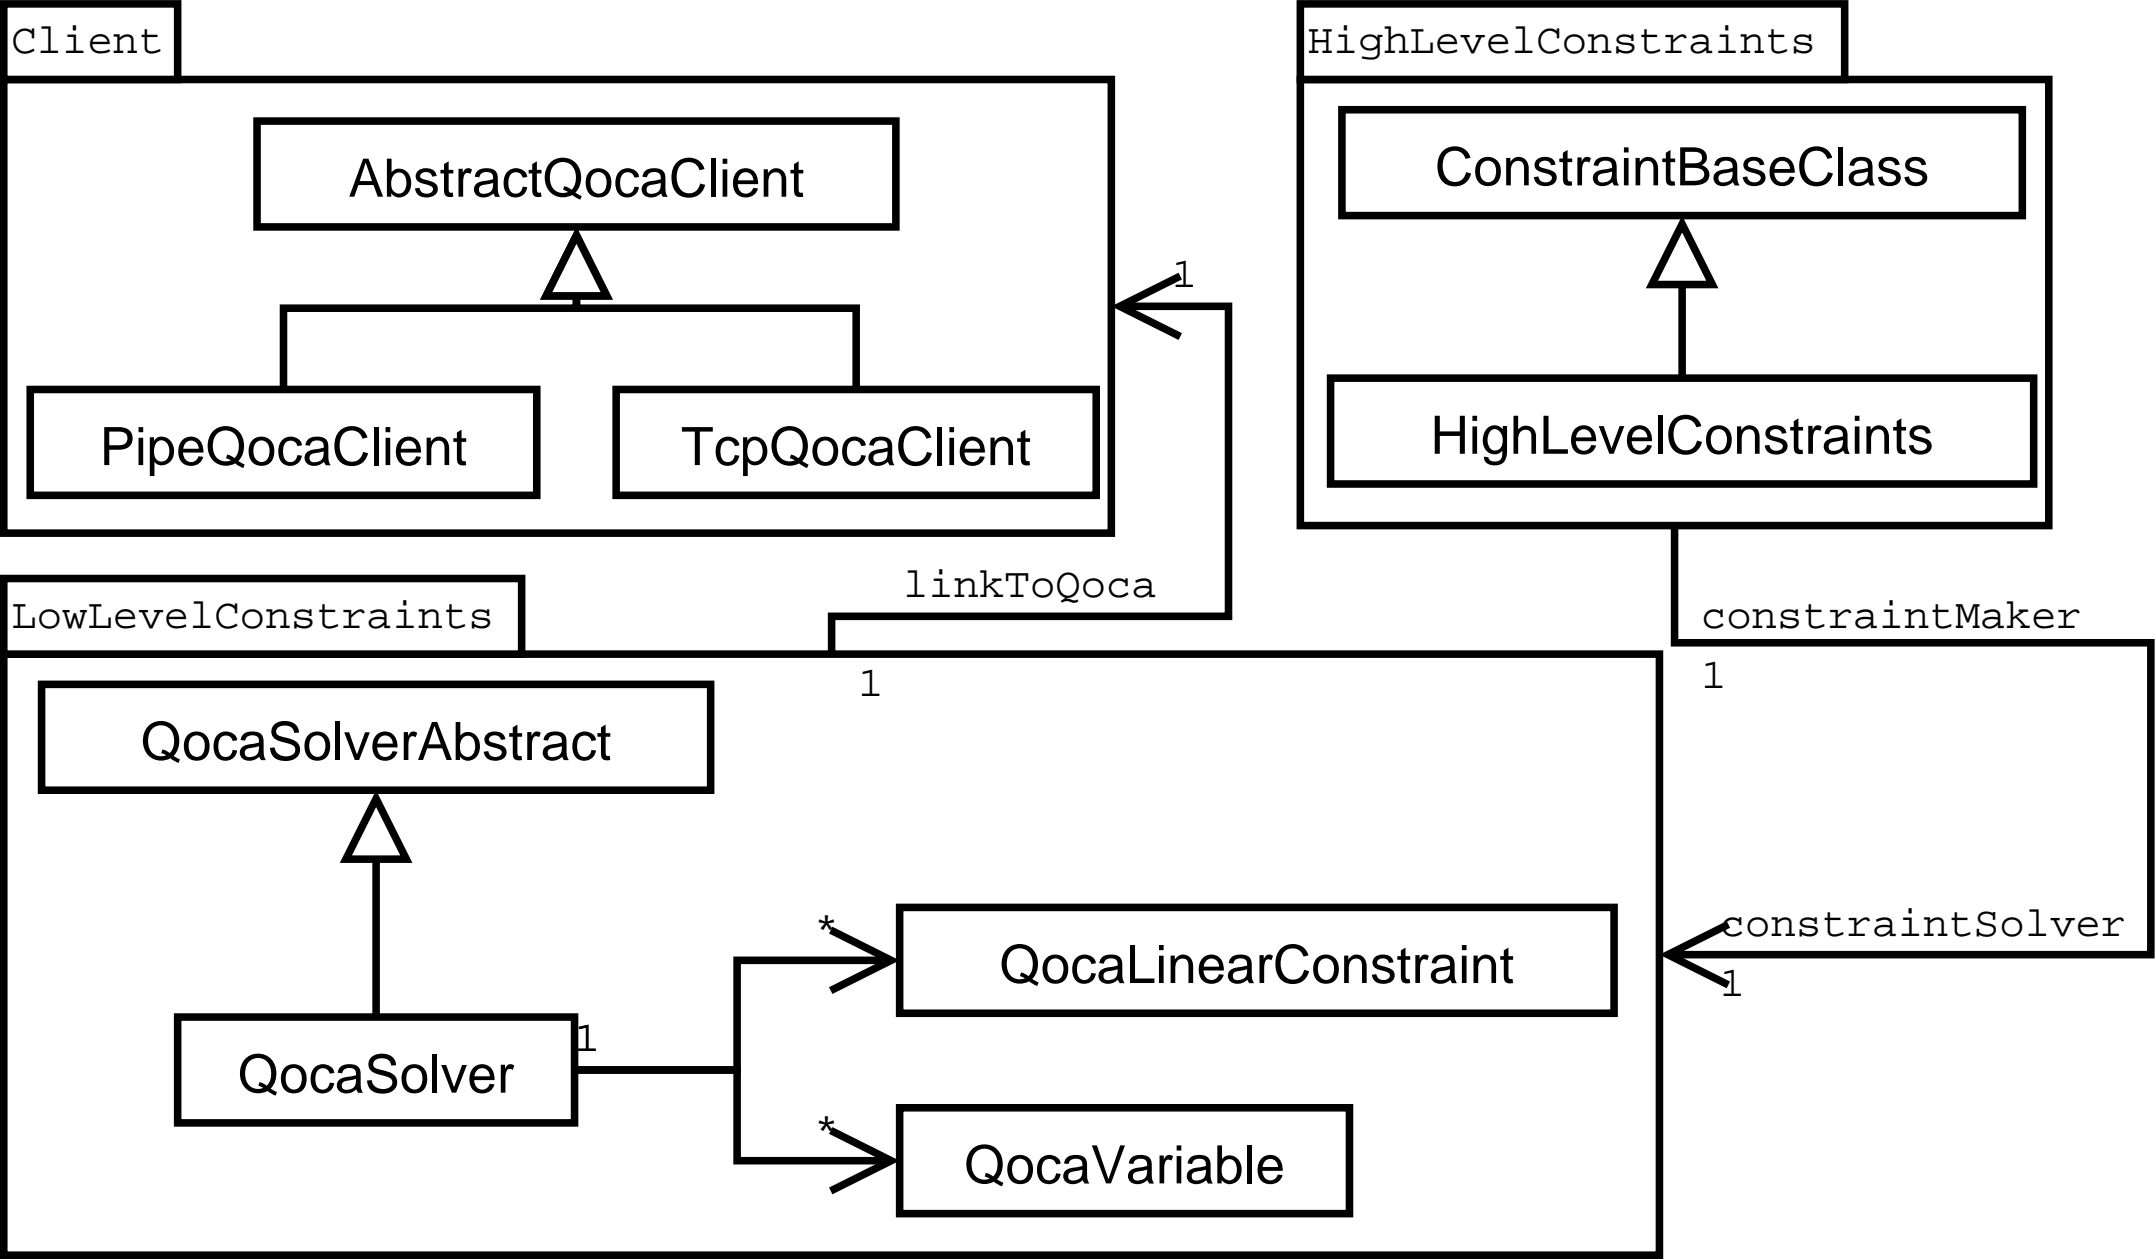 Client
AbstractQocaClient
PipeQocaClient
TcpQocaClient
HighLevelConstraints
ConstraintBaseClass
HighLevelConstraints
1
linkToQoca
1
constraintMaker
1
constraintSolver
1
LowLevelConstraints
QocaSolverAbstract
QocaSolver
1
*
QocaLinearConstraint
*
QocaVariable